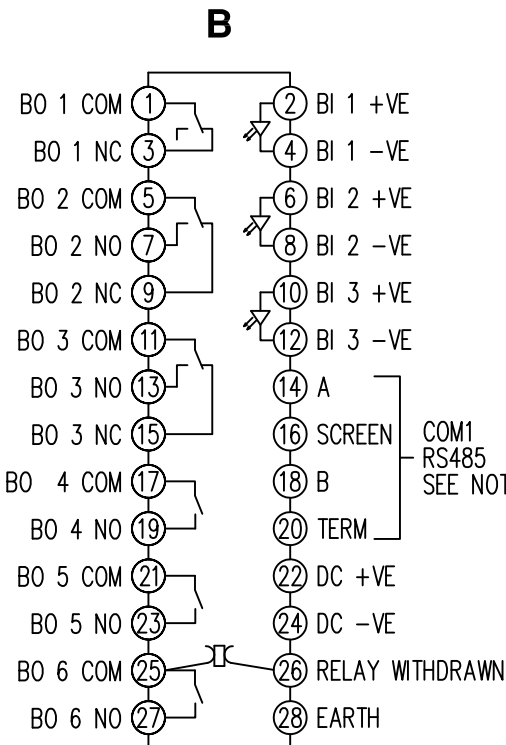 B
BO 1 COM 1 2 BI 1 +VE
BO 1 NC 3 4 BI 1 -VE
BO 2 COM 5 6 BI 2 +VE
BO 2 NO 7 8 BI 2 -VE
BO 2 NC 9 10 BI 3 +VE
BO 3 COM 11 12 BI 3 -VE
BO 3 NO 13 14 A
BO 3 NC 15 16 SCREEN
BO 4 COM 17 18 B
BO 4 NO 19 20 TERM
COM1
RS485
SEE NOT
BO 5 COM 21 22 DC +VE
BO 5 NO 23 24 DC -VE
BO 6 COM 25 26 RELAY WITHDRAWN
BO 6 NO 27 28 EARTH